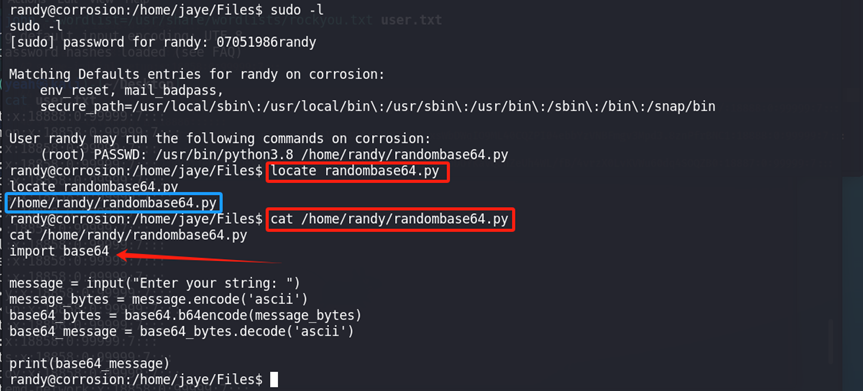 randy@corrosion:/home/jaye/Files$ sudo -l
sudo -l
[sudo] password for randy: 07051986randy
Matching Defaults entries for randy on corrosion:
env_reset, mail_badpass,
secure_path=/usr/local/sbin\:/usr/local/bin\:/usr/sbin\:/usr/bin\:/sbin\:/bin\:/snap/bin
User randy may run the following commands on corrosion:
(root) PASSWD: /usr/bin/python3.8 /home/randy/randombase64.py
randy@corrosion:/home/jaye/Files$ locate randombase64.py
locate randombase64.py
/home/randy/randombase64.py
randy@corrosion:/home/jaye/Files$ cat /home/randy/randombase64.py
cat /home/randy/randombase64.py
import base64
message = input("Enter your string: ")
message_bytes = message.encode('ascii')
base64_bytes = base64.b64encode(message_bytes)
base64_message = base64_bytes.decode('ascii')
print(base64_message)
randy@corrosion:/home/jaye/Files$